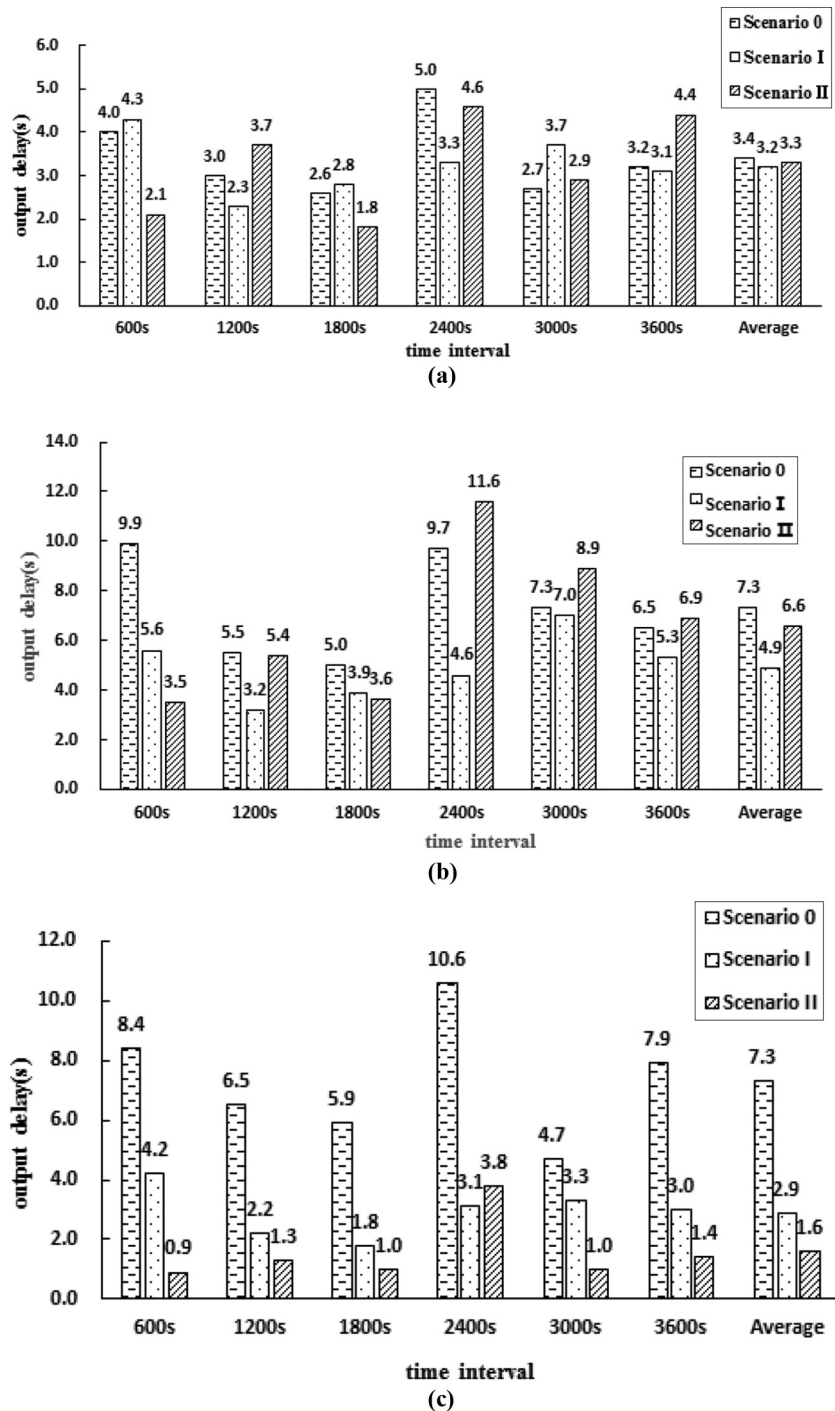 Scenario 0
Scenario I
Scenario II
output delay(s)
6.0
5.0
4.0
3.0
2.0
1.0
0.0
4.0 4.3 2.1
3.0 2.3 3.7
2.6 2.8 1.8
5.0 3.3 4.6
2.7 3.7 2.9
3.2 3.1 4.4
3.4 3.2 3.3
600s 1200s 1800s 2400s 3000s 3600s Average
time interval
(a)
Scenario 0
Scenario I
Scenario II
output delay(s)
14.0
12.0
10.0
8.0
6.0
4.0
2.0
0.0
9.9 5.6 3.5
5.5 3.2 5.4
5.0 3.9 3.6
9.7 4.6 11.6
7.3 7.0 8.9
6.5 5.3 6.9
7.3 4.9 6.6
600s 1200s 1800s 2400s 3000s 3600s Average
time interval
(b)
Scenario 0
Scenario I
Scenario II
output delay(s)
12.0
10.0
8.0
6.0
4.0
2.0
0.0
8.4 4.2 0.9
6.5 2.2 1.3
5.9 1.8 1.0
10.6 3.1 3.8
4.7 3.3 1.0
7.9 3.0 1.4
7.3 2.9 1.6
600s 1200s 1800s 2400s 3000s 3600s Average
time interval
(c)